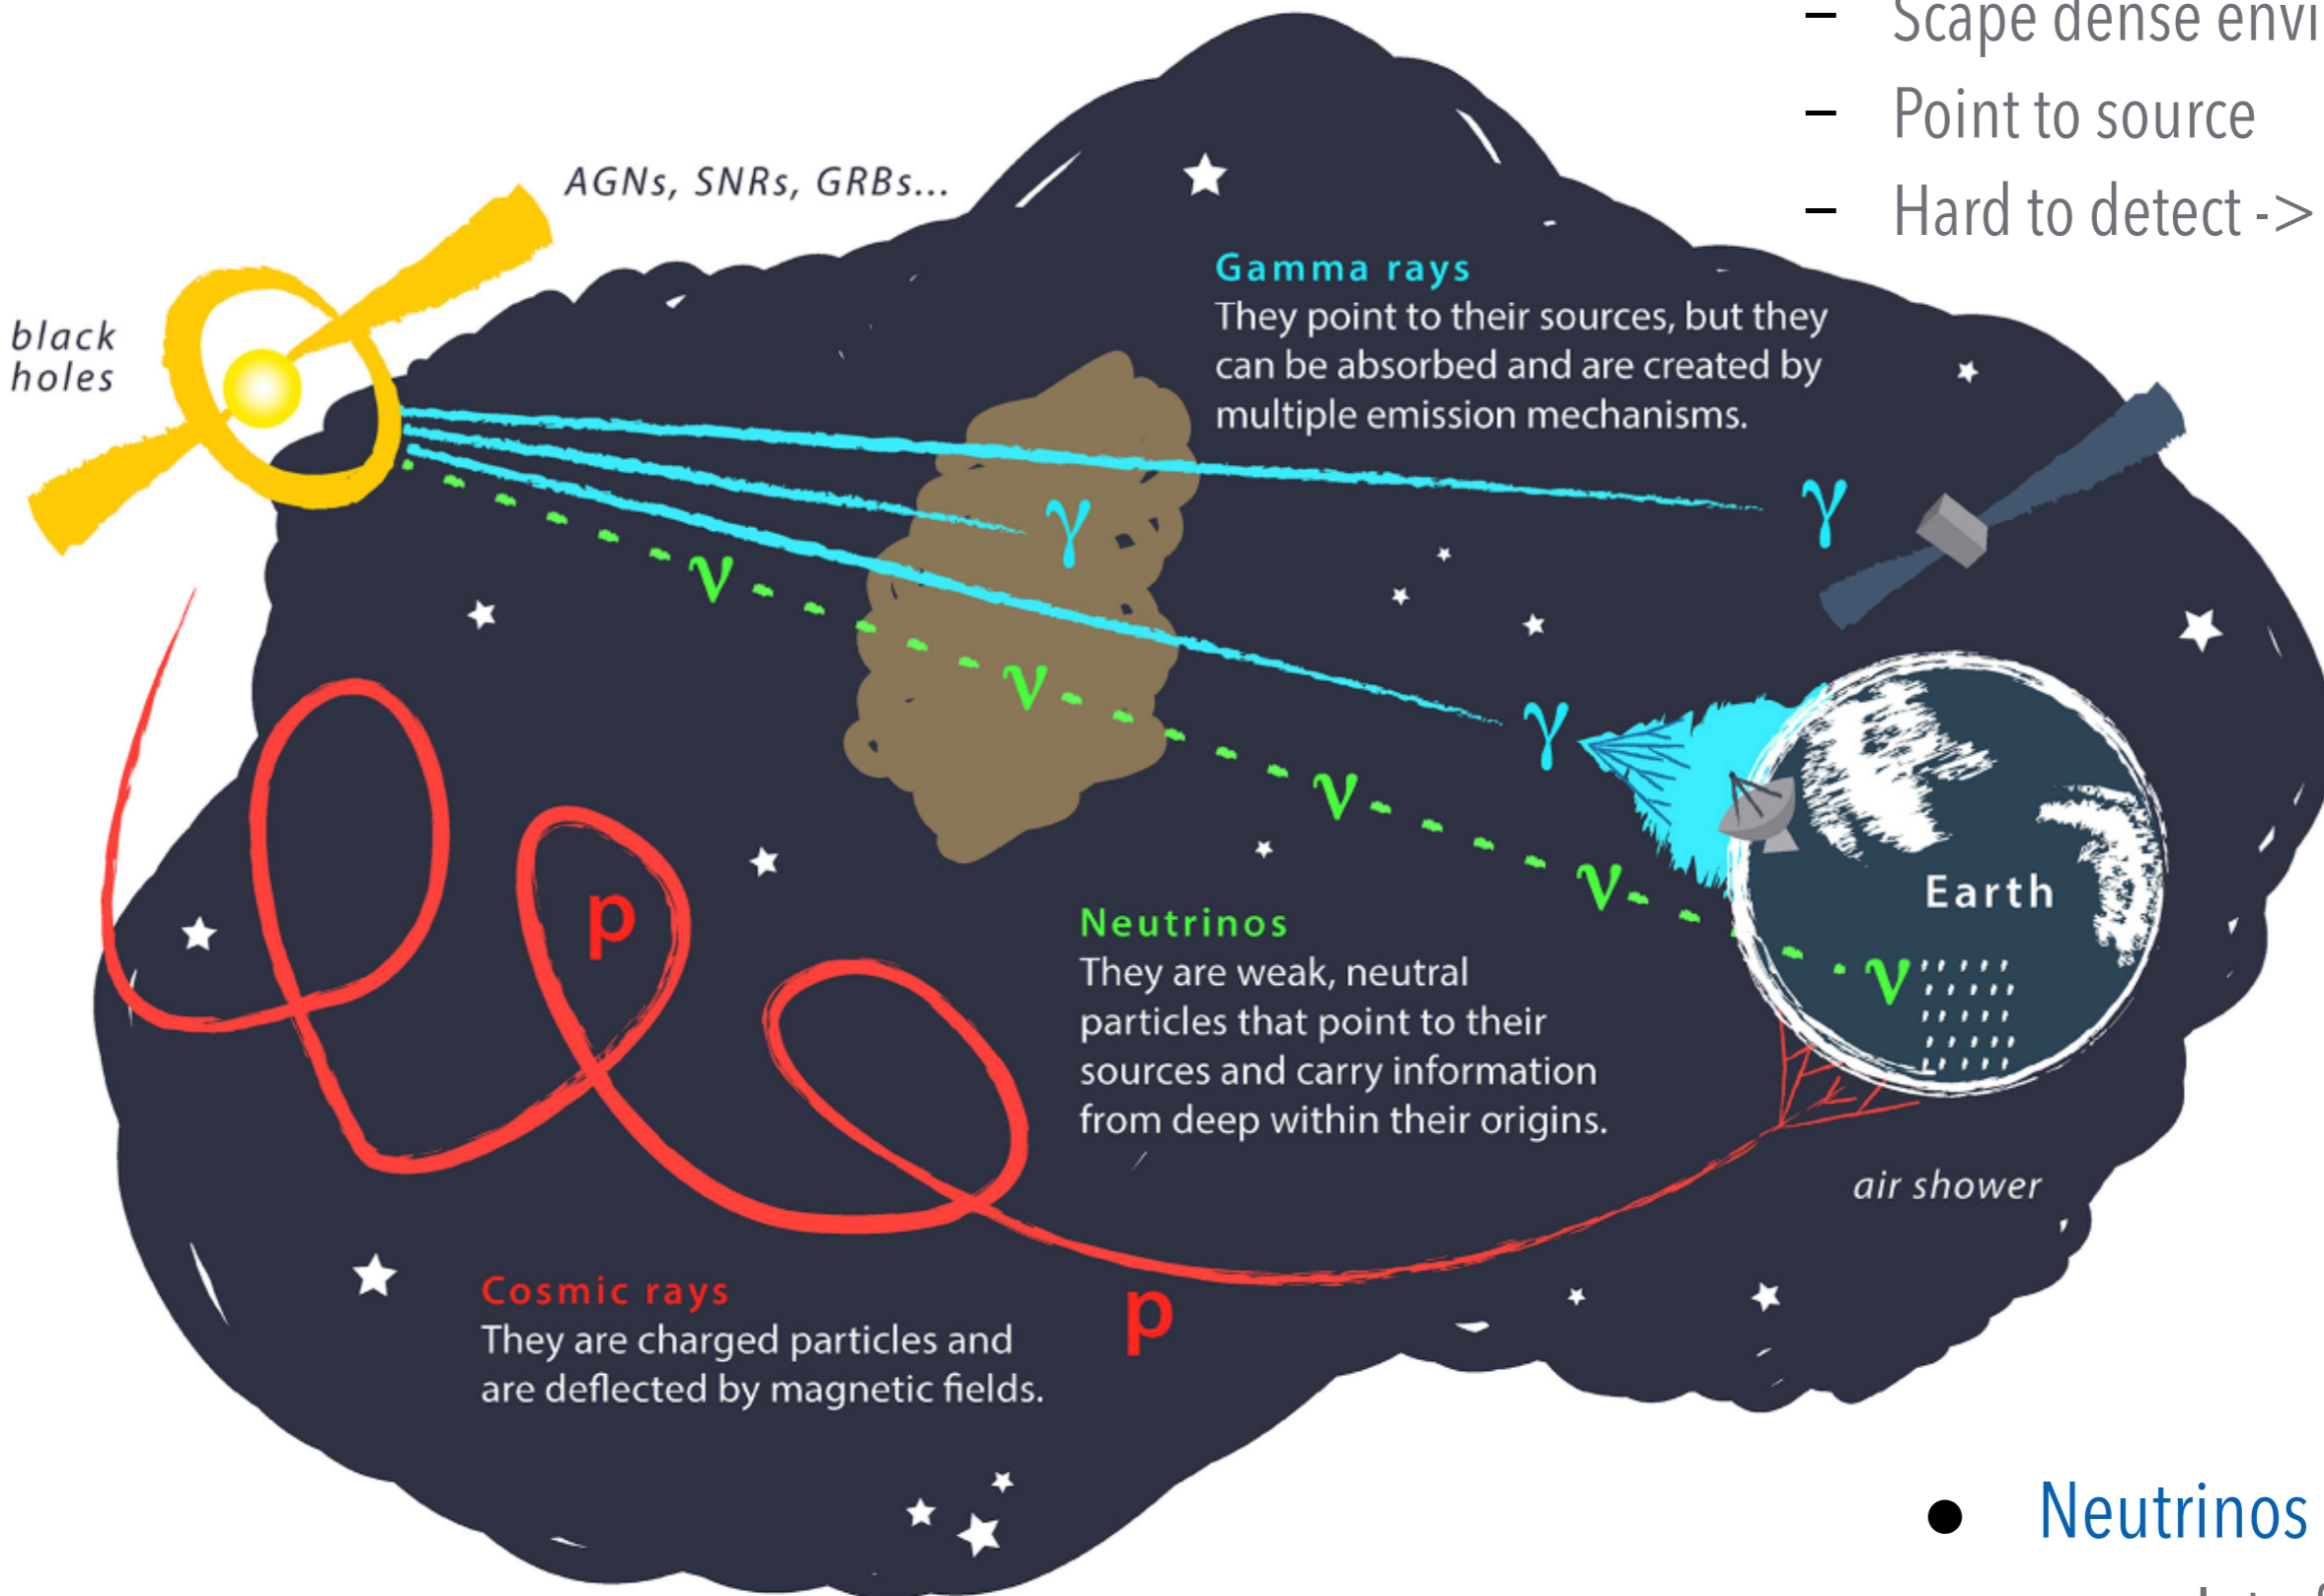 – Scape dense
– Point to source
– Hard to detect ->
AGNs, SNRs, GRBs...
black
holes
Gamma rays
They point to their sources, but they
can be absorbed and are created by
multiple emission mechanisms.
γ
γ
γ
ν
ν
ν
ν
ν
Earth
p
Neutrinos
They are weak, neutral
particles that point to their
sources and carry information
from deep within their origins.
air shower
Cosmic rays
They are charged particles and
are deflected by magnetic fields.
p
● Neutrinos